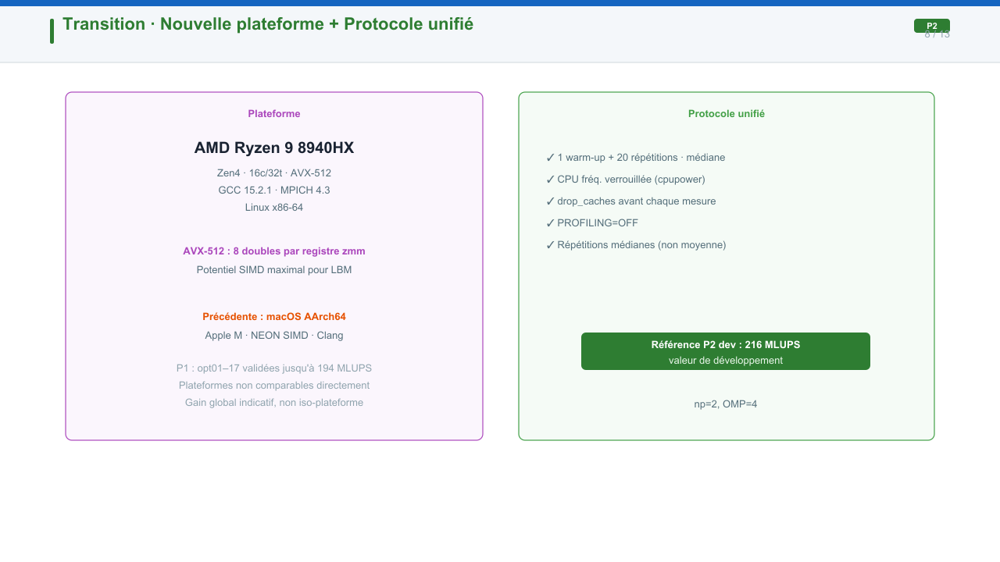 Transition · Nouvelle plateforme + Protocole unifié
P2
8 / 13
Plateforme
AMD Ryzen 9 8940HX
Zen4 · 16c/32t · AVX-512
GCC 15.2.1 · MPICH 4.3
Linux x86-64
AVX-512 : 8 doubles par registre zmm
Potentiel SIMD maximal pour LBM
Précédente : macOS AArch64
Apple M · NEON SIMD · Clang
P1 : opt01–17 validées jusqu'à 194 MLUPS
Plateformes non comparables directement
Gain global indicatif, non iso-plateforme
Protocole unifié
✓ 1 warm-up + 20 répétitions · médiane
✓ CPU fréq. verrouillée (cpupower)
✓ drop_caches avant chaque mesure
✓ PROFILING=OFF
✓ Répétitions médianes (non moyenne)
Référence P2 dev : 216 MLUPS
valeur de développement
np=2, OMP=4